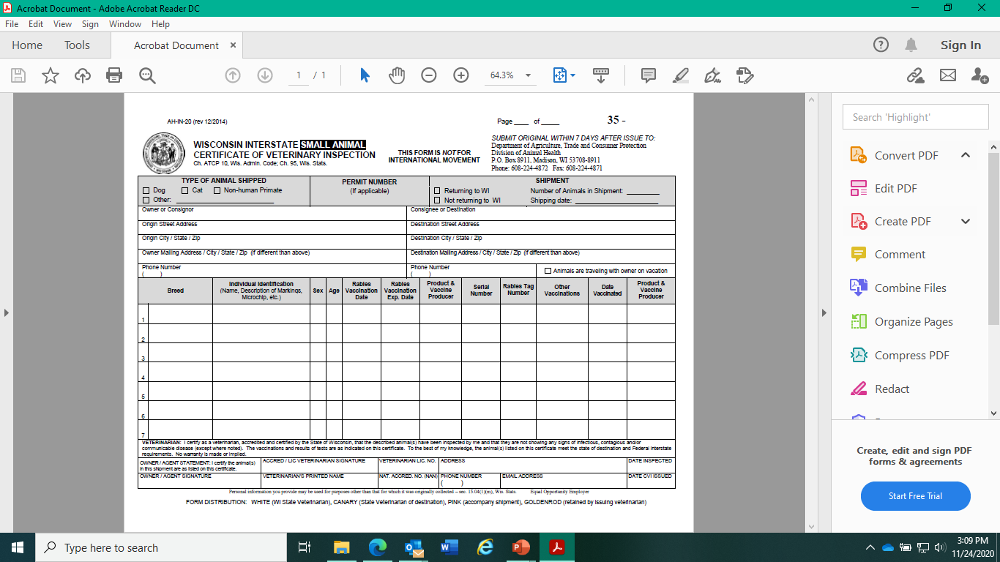 Acrobat Document - Adobe Acrobat Reader DC
File Edit View Sign Window Help
Home Tools Acrobat Document × Sign In
1 / 1 64.3%
Search 'Highlight'
Convert PDF
Edit PDF
Create PDF
Comment
Combine Files
Organize Pages
Compress PDF
Redact
Create, edit and sign PDF
forms & agreements
Start Free Trial
AH-IN-20 (rev 12/2014) Page ____ of _____ 35 -
WISCONSIN INTERSTATE SMALL ANIMAL
CERTIFICATE OF VETERINARY INSPECTION
Ch. ATCP 10, Wis. Admin. Code; Ch. 95, Wis. Stats.
THIS FORM IS NOT FOR
INTERNATIONAL MOVEMENT
SUBMIT ORIGINAL WITHIN 7 DAYS AFTER ISSUE TO:
Department of Agriculture, Trade and Consumer Protection
Division of Animal Health
P.O. Box 8911, Madison, WI 53708-8911
Phone: 608-224-4872 Fax: 608-224-4871
TYPE OF ANIMAL SHIPPED
Dog Cat Non-human Primate
Other:
PERMIT NUMBER
(If applicable)
SHIPMENT
Returning to WI Number of Animals in Shipment:
Not returning to WI Shipping date:
Owner or Consignor Consignee or Destination
Origin Street Address Destination Street Address
Origin City / State / Zip Destination City / State / Zip
Owner Mailing Address / City / State / Zip (if different than above) Destination Mailing Address / City / State / Zip (if different than above)
Phone Number Phone Number Animals are traveling with owner on vacation
( ) ( )
Breed
Individual Identification
(Name, Description of Markings,
Microchip, etc.)
Sex
Age
Rabies
Vaccination
Date
Rabies
Vaccination
Exp. Date
Product &
Vaccine
Producer
Serial
Number
Rabies Tag
Number
Other
Vaccinations
Date
Vaccinated
Product &
Vaccine
Producer
1
2
3
4
5
6
7
VETERINARIAN: I certify as a veterinarian, accredited and certified by the State of Wisconsin, that the described animal(s) have been inspected by me and that they are not showing any signs of infectious, contagious and/or
communicable disease (except where noted). The vaccinations and results of tests are as indicated on this certificate. To the best of my knowledge, the animal(s) listed on this certificate meet the state of destination and Federal Interstate
requirements. No warranty is made or implied.
OWNER / AGENT STATEMENT: I certify the animal(s)
in this shipment are as listed on this certificate.
ACCRED / LIC VETERINARIAN SIGNATURE VETERINARIAN LIC. NO. ADDRESS DATE INSPECTED
OWNER / AGENT SIGNATURE VETERINARIAN'S PRINTED NAME NAT. ACCRED. NO. (NAN) PHONE NUMBER EMAIL ADDRESS DATE CVI ISSUED
( )
Personal information you provide may be used for purposes other than that for which it was originally collected – sec. 15.04(1)(m), Wis. Stats. Equal Opportunity Employer
FORM DISTRIBUTION: WHITE (WI State Veterinarian), CANARY (State Veterinarian of destination), PINK (accompany shipment), GOLDENROD (retained by issuing veterinarian)
Type here to search
3:09 PM
11/24/2020